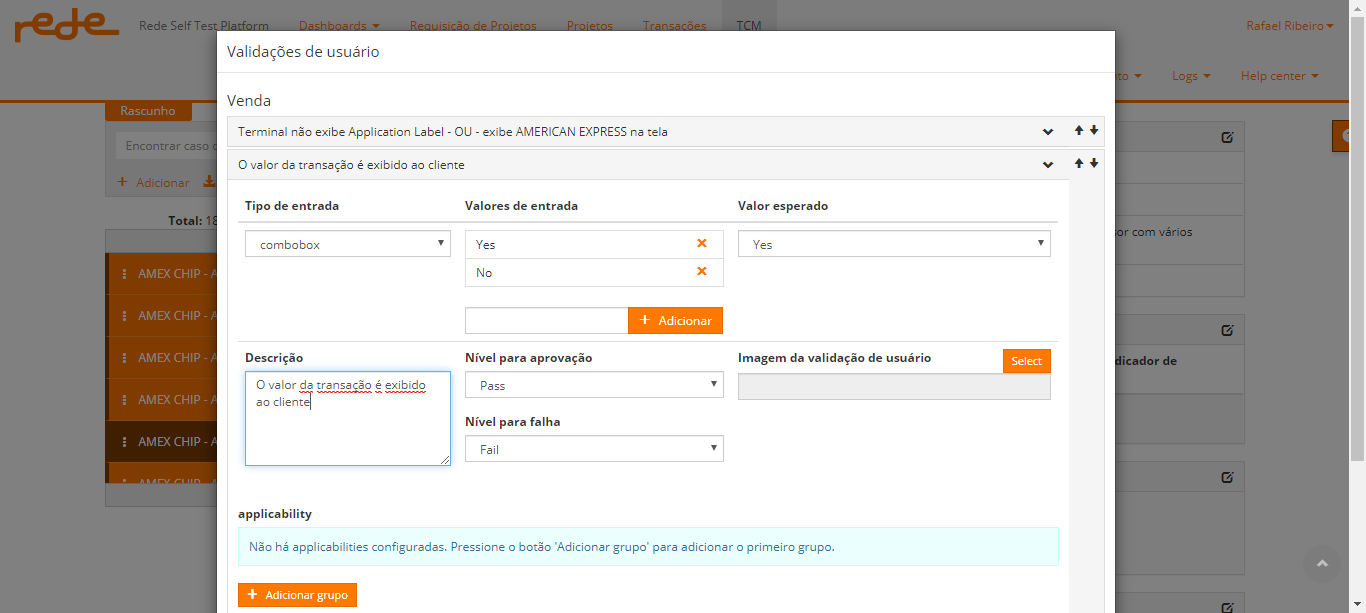 rede Rede Self Test Platform Dashboards Requisição de Projetos Projetos Transações TCM Rafael Ribeiro
Validações de usuário
Logs Help center
Venda
Rascunho
Terminal não exibe Application Label - OU - exibe AMERICAN EXPRESS na tela
Encontrar caso
O valor da transação é exibido ao cliente
+ Adicionar
Tipo de entrada Valores de entrada Valor esperado
Total: 18
com vários
combobox Yes Yes
No
AMEX CHIP - A
AMEX CHIP - A
+ Adicionar
AMEX CHIP - A
Descrição Nível para aprovação Imagem da validação de usuário Select
dicador de
O valor da transação é exibido
ao cliente
Pass
AMEX CHIP - A
Nível para falha
AMEX CHIP - A
Fail
AMEX CHIP - A
applicability
Não há applicabilities configuradas. Pressione o botão 'Adicionar grupo' para adicionar o primeiro grupo.
+ Adicionar grupo